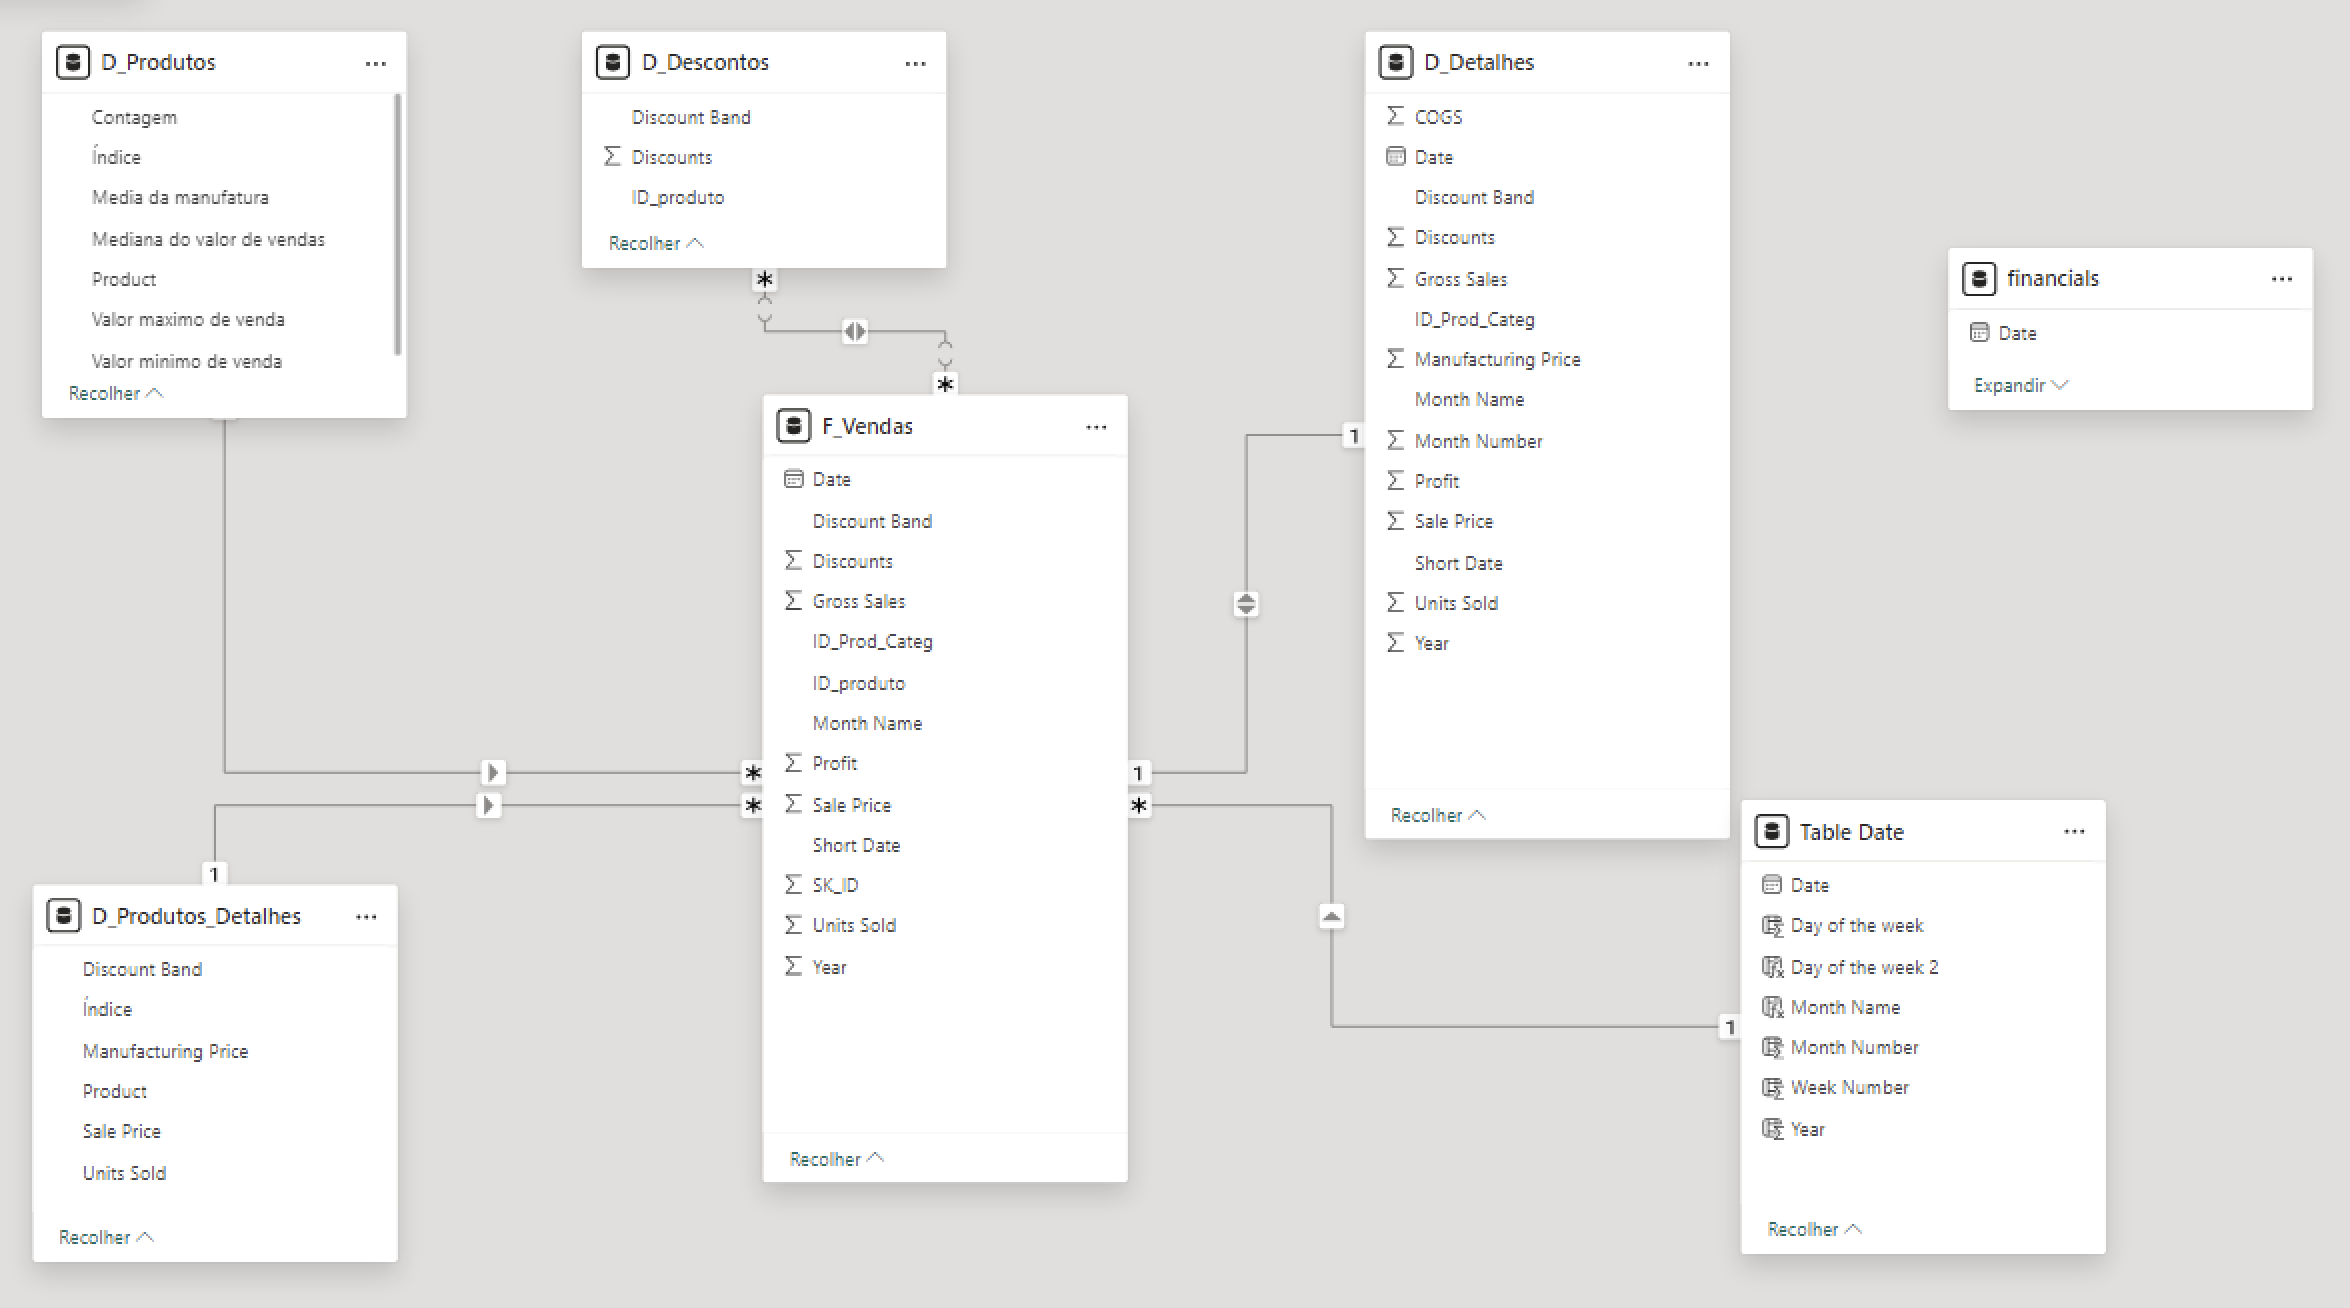 D_Produtos
Contagem
Índice
Media da manufatura
Mediana do valor de vendas
Product
Valor maximo de venda
Valor minimo de venda
Recolher
D_Descontos
Discount Band
Discounts
ID_produto
Recolher
*
*
F_Vendas
Date
Discount Band
Discounts
Gross Sales
ID_Prod_Categ
ID_produto
Month Name
Profit
Sale Price
Short Date
SK_ID
Units Sold
Year
Recolher
*
*
1
*
D_Detalhes
COGS
Date
Discount Band
Discounts
Gross Sales
ID_Prod_Categ
Manufacturing Price
Month Name
Month Number
Profit
Sale Price
Short Date
Units Sold
Year
Recolher
1
financials
Date
Expandir
1
D_Produtos_Detalhes
Discount Band
Índice
Manufacturing Price
Product
Sale Price
Units Sold
Recolher
1
Table Date
Date
Day of the week
Day of the week 2
Month Name
Month Number
Week Number
Year
Recolher